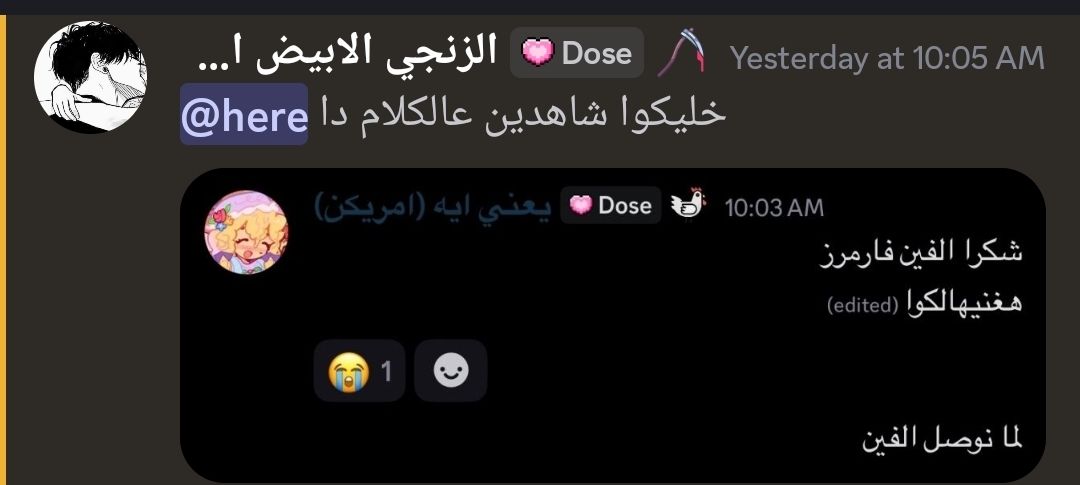 الزنجي الابيض ا... Dose Yesterday at 10:05 AM
خليكوا شاهدين عالكلام دا @here
يعني ايه (امريكن) Dose 10:03 AM
شكرا الفين فارمرز
هغنيهالكوا (edited)
1
لما نوصل الفين